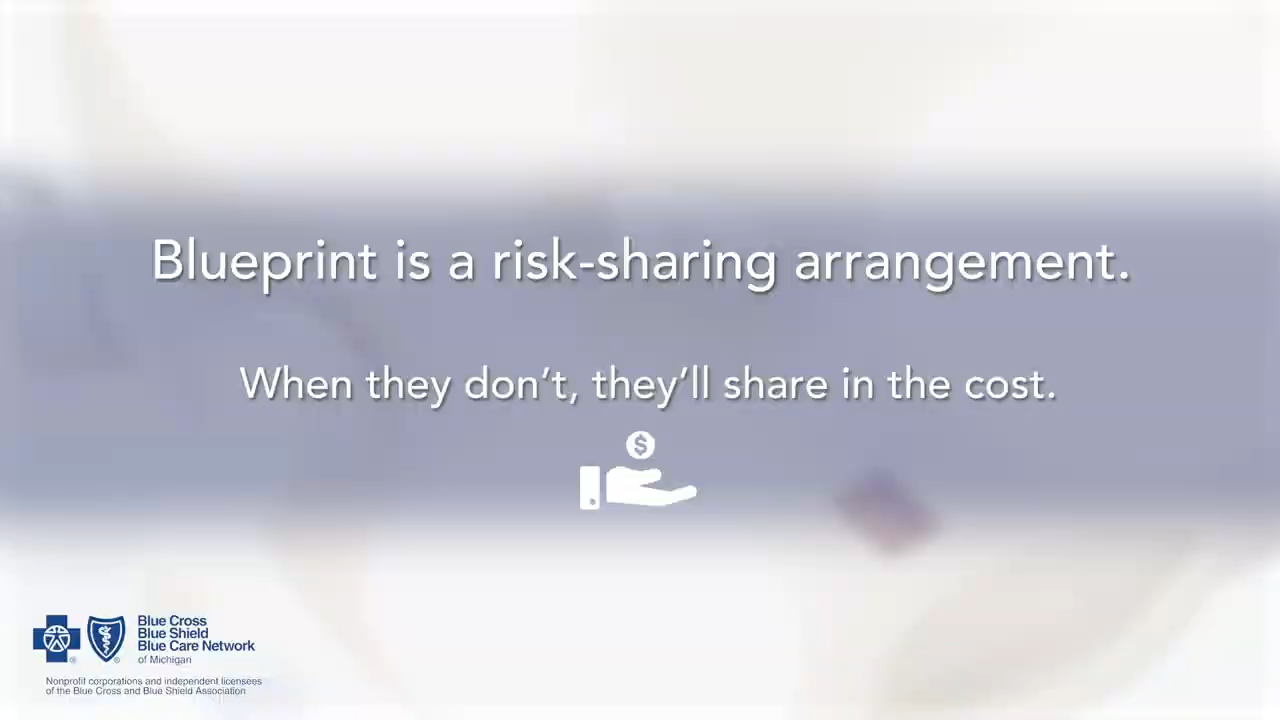 Blueprint is a risk-sharing arrangement.
When they don't, they'll share in the cost.
$
Blue Cross
Blue Shield
Blue Care Network
of Michigan
Nonprofit corporations and independent licensees
of the Blue Cross and Blue Shield Association